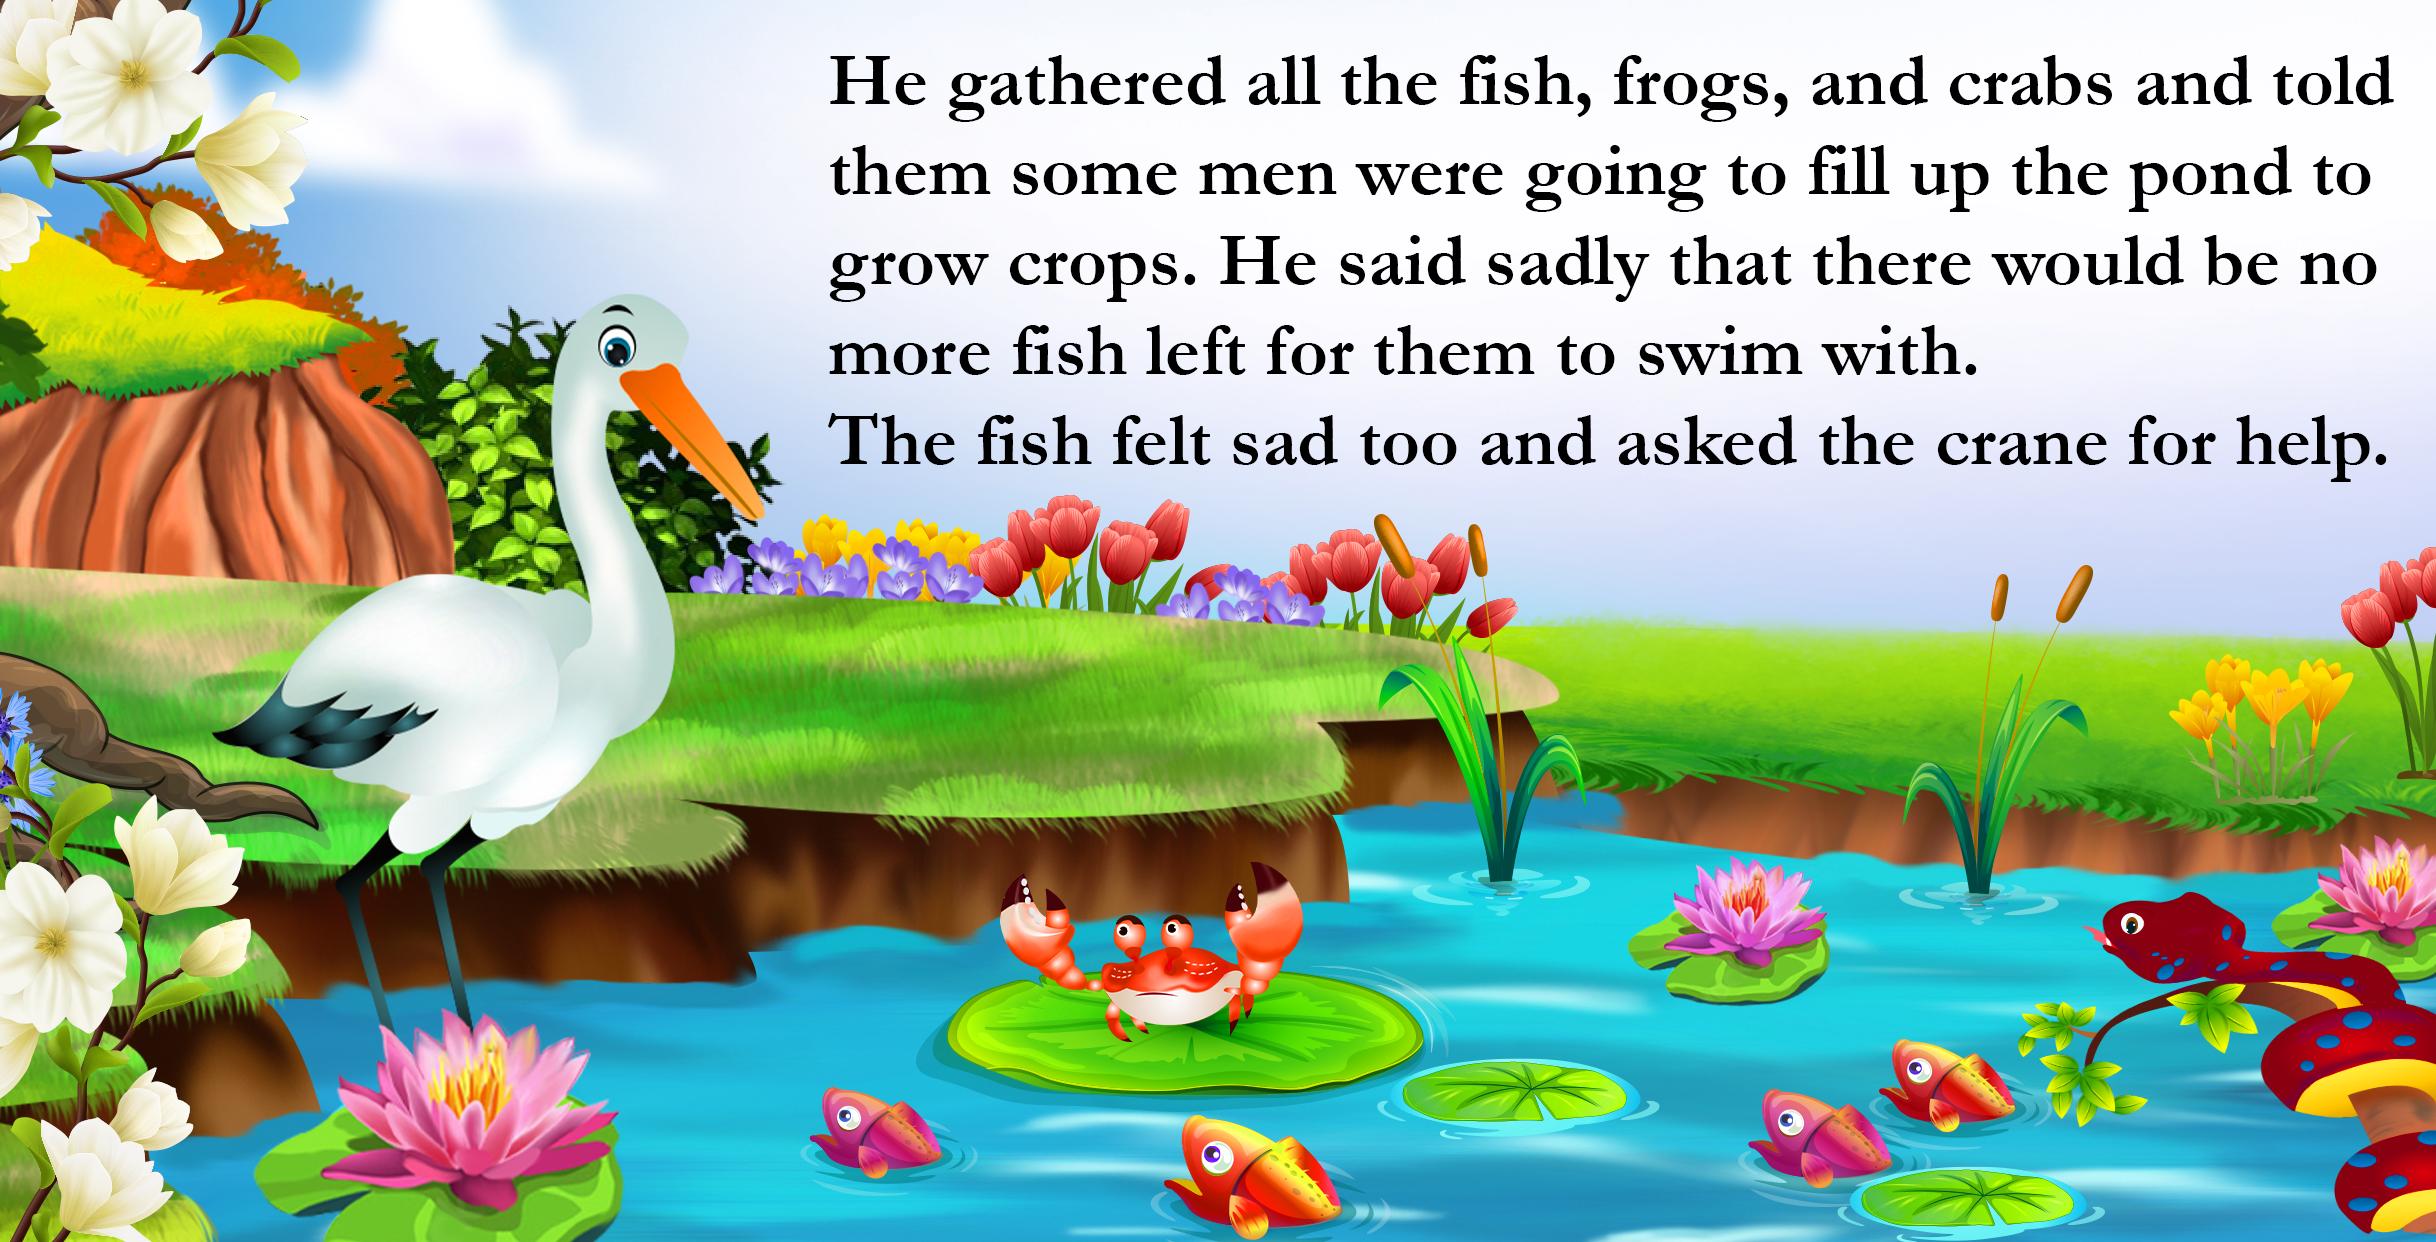 He gathered all the fish, frogs, and crabs and told
them some men were going to fill up the pond to
grow crops. He said sadly that there would be no
more fish left for them to swim with.
The fish felt sad too and asked the crane for help.